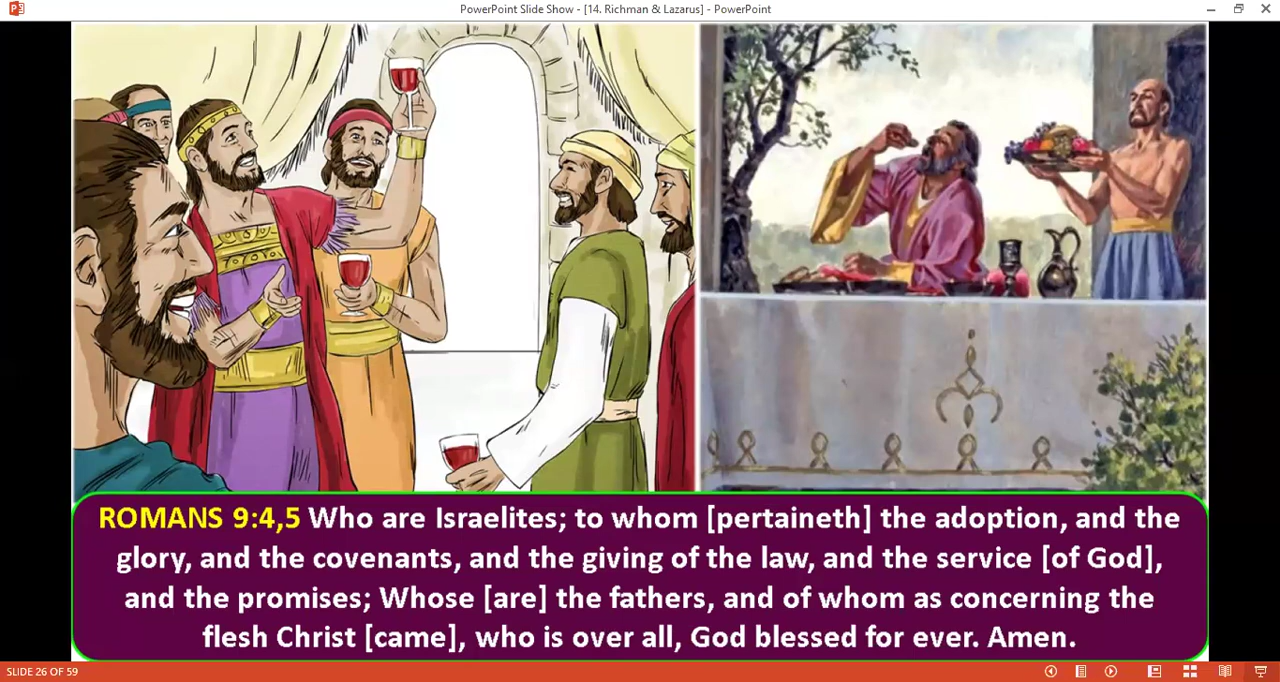 PowerPoint Slide Show - [14. Richman & Lazarus] - PowerPoint
ROMANS 9:4,5 Who are Israelites; to whom [pertaineth] the adoption, and the
glory, and the covenants, and the giving of the law, and the service [of God],
and the promises; Whose [are] the fathers, and of whom as concerning the
flesh Christ [came], who is over all, God blessed for ever. Amen.
SLIDE 26 OF 59